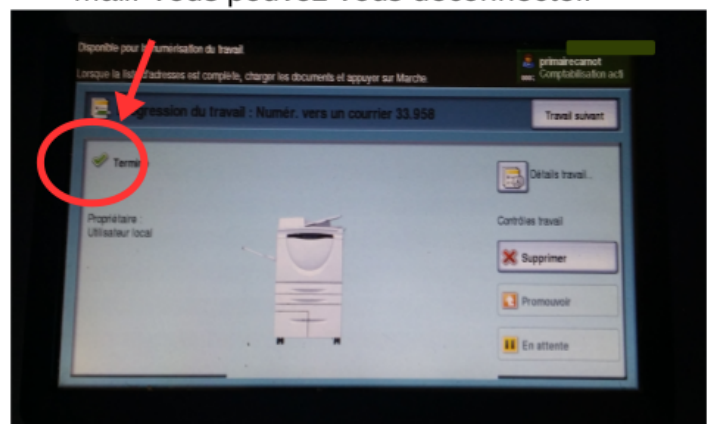 mail. vous pouvez vous déconnecter.
Disponible pour la numérisation du travail.
Lorsque la liste d'adresses est complète, charger les documents et appuyer sur Marche.
primairecarnot
Comptabilisation acti
Progression du travail : Numér. vers un courrier 33.958
Travail suivant
Terminé
Détails travail..
Propriétaire :
Utilisateur local
Contrôles travail
Supprimer
Promouvoir
En attente